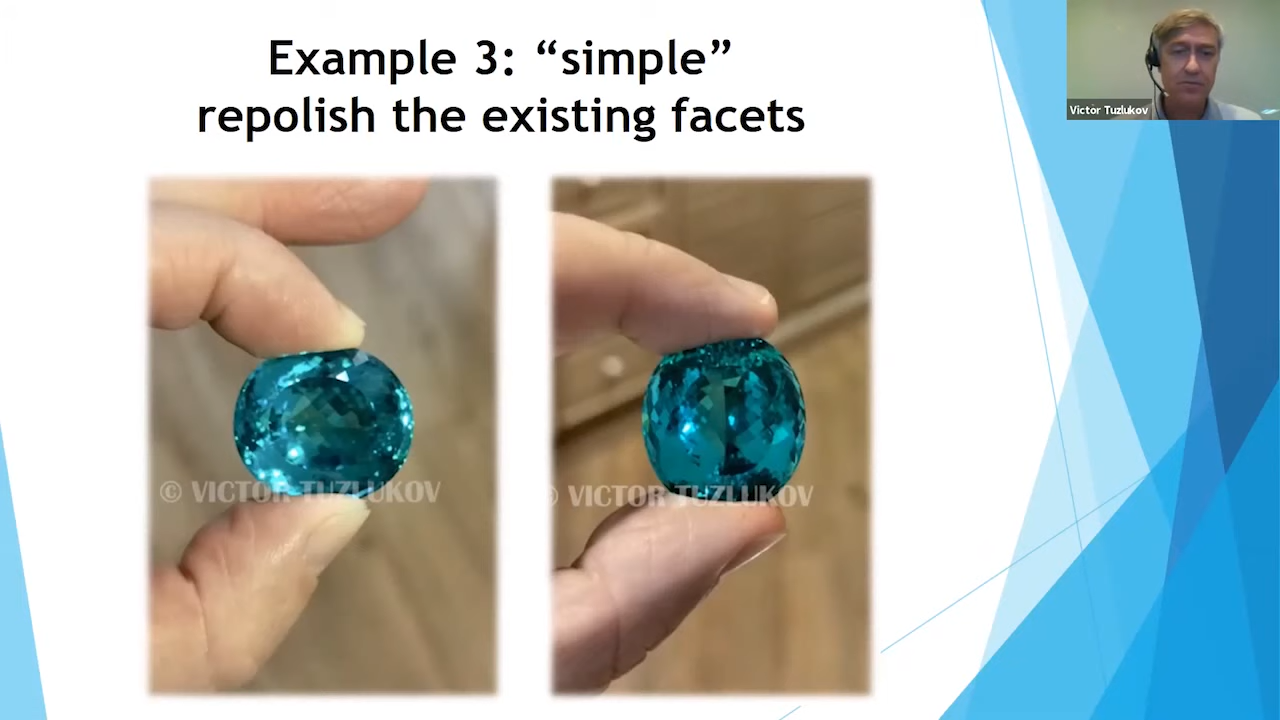 Example 3: “simple”
repolish the existing facets
Victor Tuzlukov
© VICTOR TUZLUKOV
© VICTOR TUZLUKOV